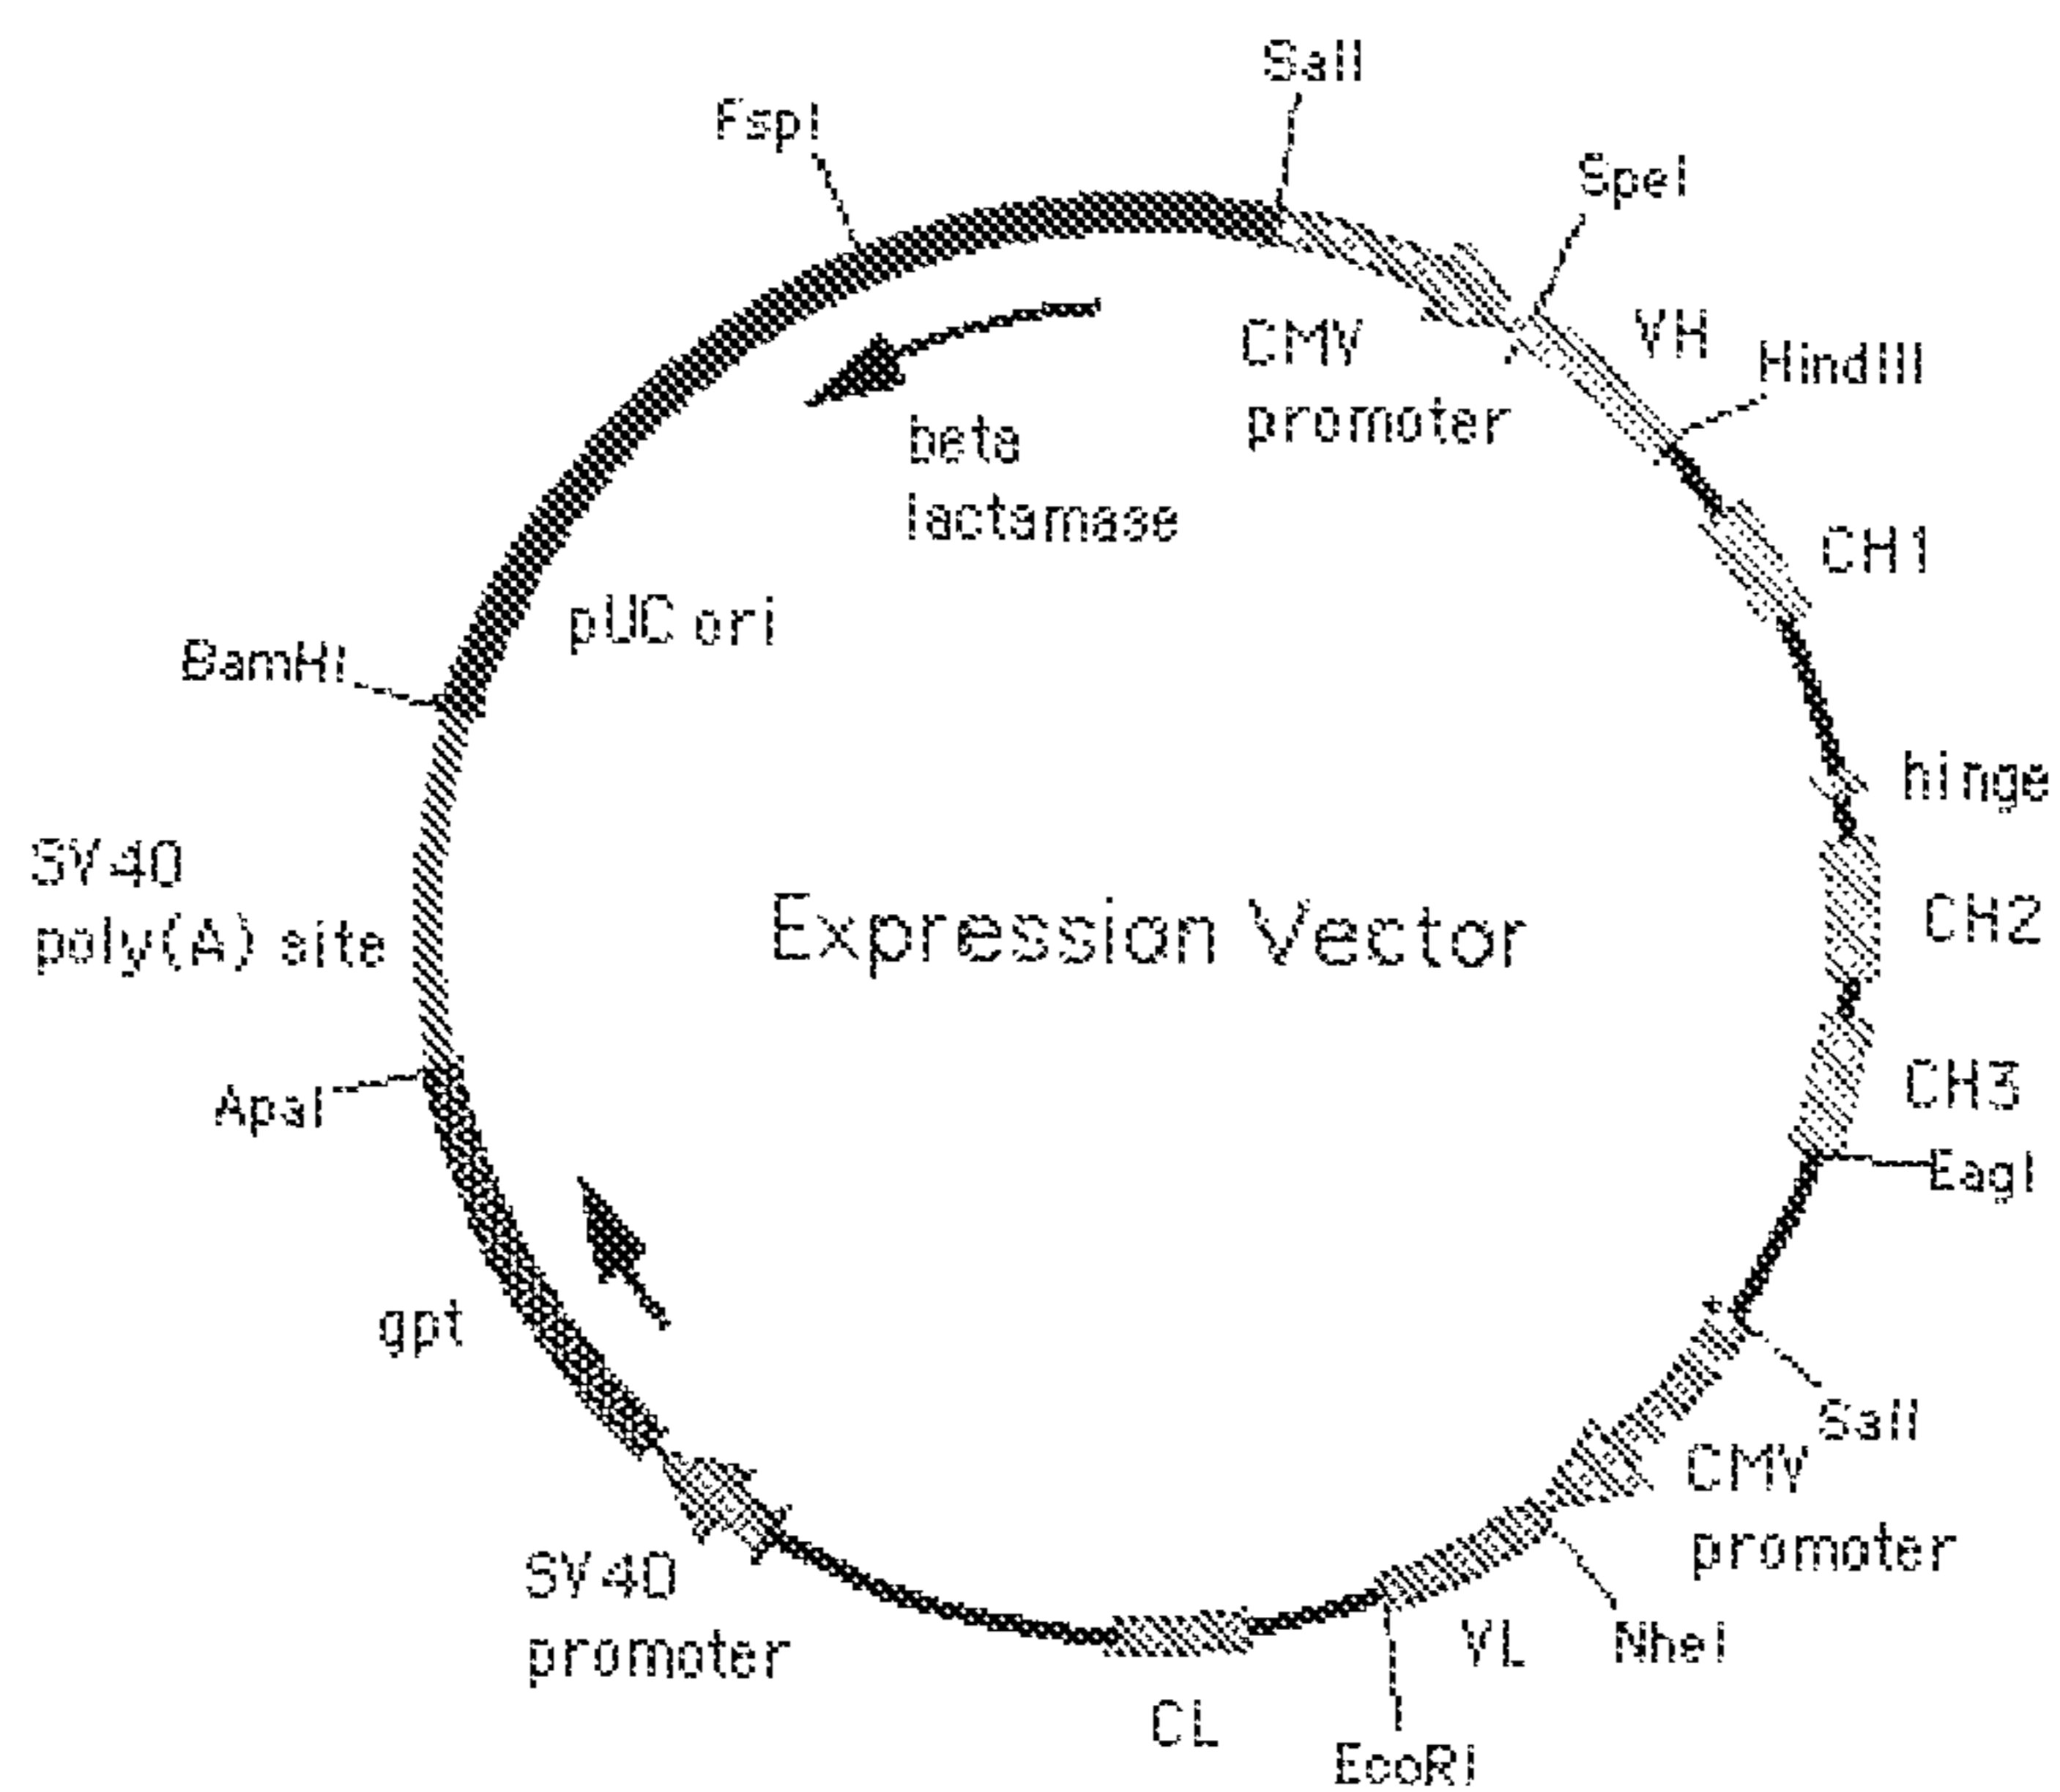 SalI
FspI
SpeI
VH
HindIII
CMV
promoter
beta
lactamase
CH1
pUC ori
BamHI
hinge
SV40
poly(A) site
Expression Vector
CH2
CH3
ApaI
EagI
gpt
SalI
CMV
promoter
SV40
promoter
VL
NheI
CL
EcoRI